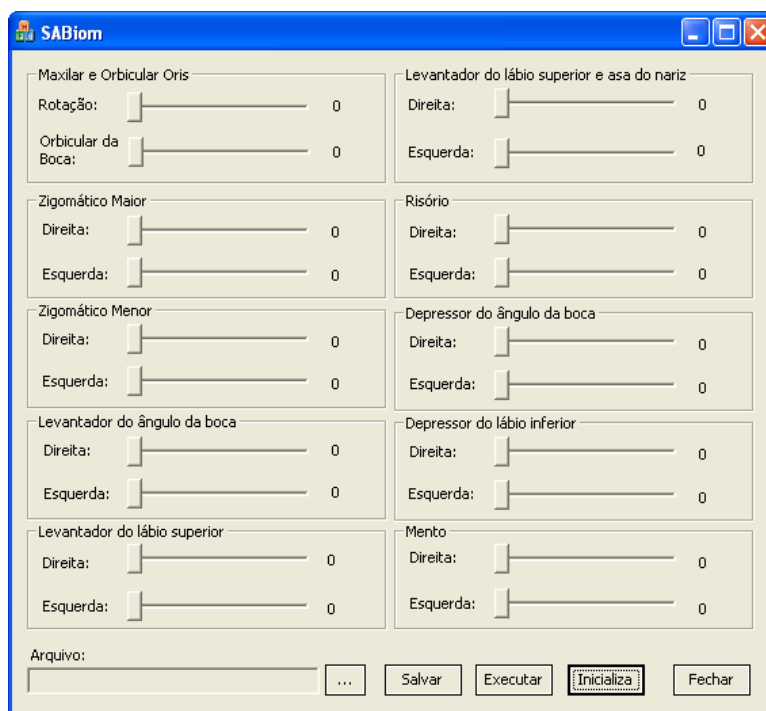 SABiom
Maxilar e Orbicular Oris
Rotação: 0
Orbicular da
Boca: 0
Levantador do lábio superior e asa do nariz
Direita: 0
Esquerda: 0
Zigomático Maior
Direita: 0
Esquerda: 0
Risório
Direita: 0
Esquerda: 0
Zigomático Menor
Direita: 0
Esquerda: 0
Depressor do ângulo da boca
Direita: 0
Esquerda: 0
Levantador do ângulo da boca
Direita: 0
Esquerda: 0
Depressor do lábio inferior
Direita: 0
Esquerda: 0
Levantador do lábio superior
Direita: 0
Esquerda: 0
Mento
Direita: 0
Esquerda: 0
Arquivo:
... Salvar Executar Inicializa Fechar